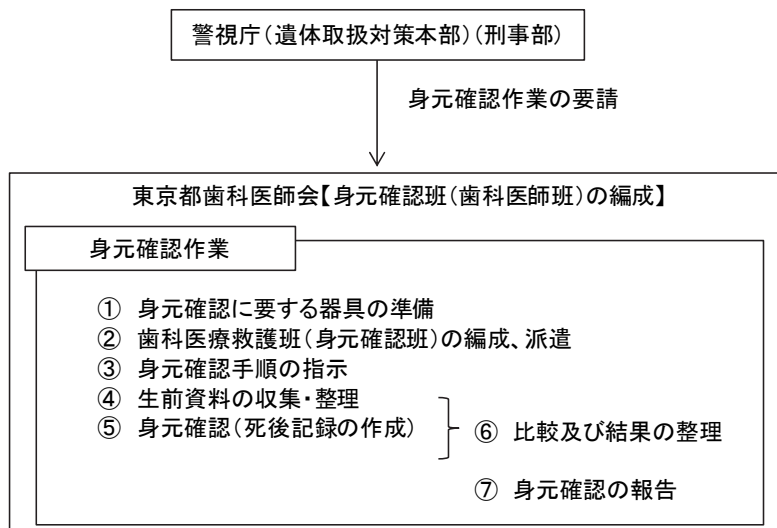 警視庁（遺体取扱対策本部）（刑事部）
身元確認作業の要請
東京都歯科医師会【身元確認班（歯科医師班）の編成】
身元確認作業
① 身元確認に要する器具の準備
② 歯科医療救護班（身元確認班）の編成、派遣
③ 身元確認手順の指示
④ 生前資料の収集・整理
⑤ 身元確認（死後記録の作成）
⑥ 比較及び結果の整理
⑦ 身元確認の報告